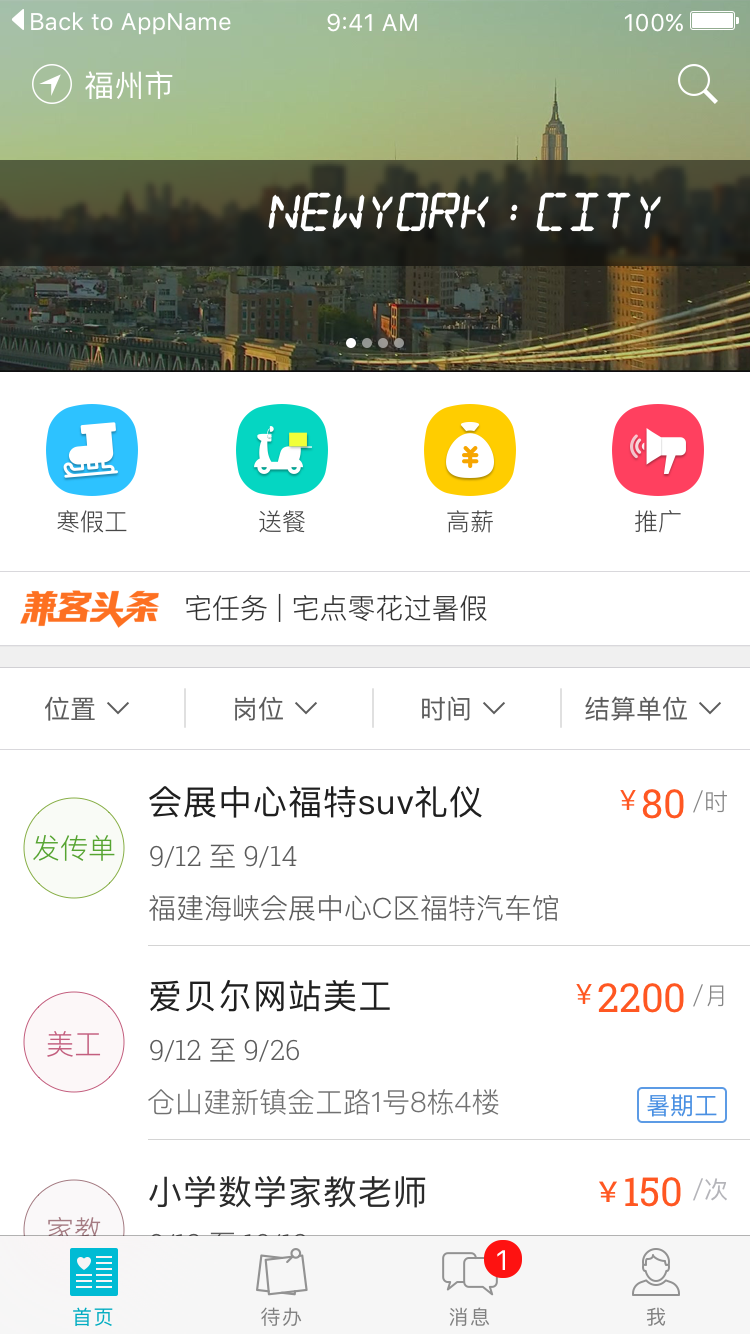 Back to AppName 9:41 AM 100%
福州市
NEWYORK : CITY
寒假工 送餐 高薪 推广
兼客头条 宅任务 | 宅点零花过暑假
位置 岗位 时间 结算单位
会展中心福特suv礼仪 ¥80 /时
发传单
9/12 至 9/14
福建海峡会展中心C区福特汽车馆
爱贝尔网站美工 ¥2200 /月
美工
9/12 至 9/26
仓山建新镇金工路1号8栋4楼 暑期工
小学数学家教老师 ¥150 /次
家教
1
首页 待办 消息 我